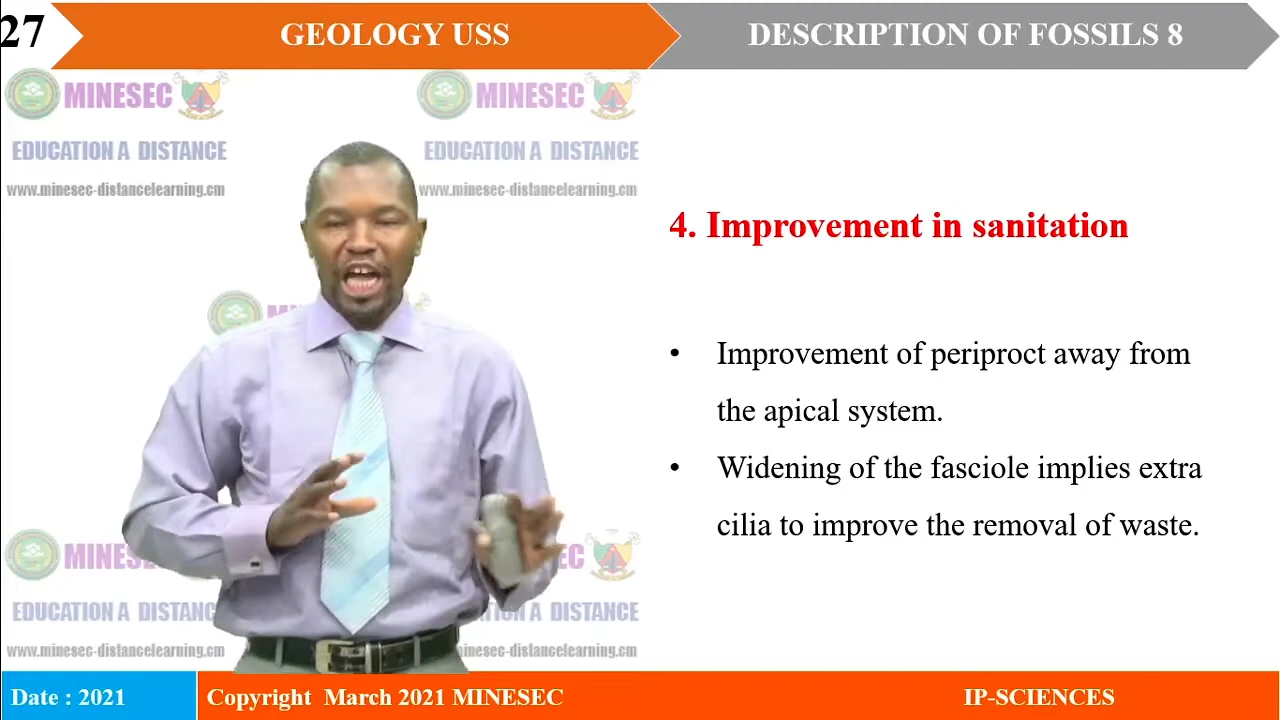 27
GEOLOGY USS
DESCRIPTION OF FOSSILS 8
MINESEC
MINESEC
EDUCATION A DISTANCE
EDUCATION A DISTANCE
www.minesec-distancelearning.cm
www.minesec-distancelearning.cm
4. Improvement in sanitation
• Improvement of periproct away from
the apical system.
• Widening of the fasciole implies extra
cilia to improve the removal of waste.
EDUCATION A DISTANC
DISTANCE
www.minesec-distancelearning.cm
www.minesec-distancelearning.cm
Date : 2021
Copyright March 2021 MINESEC
IP-SCIENCES